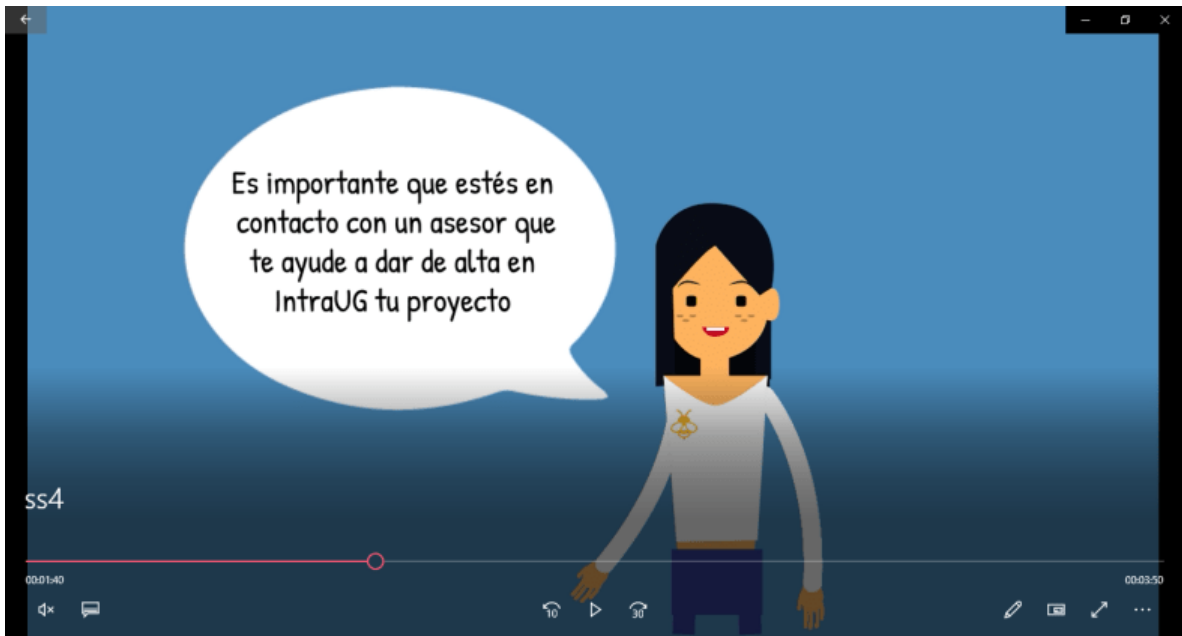 Es importante que estés en
contacto con un asesor que
te ayude a dar de alta en
IntraUG tu proyecto
ss4
00:01:40
00:03:50
10
30